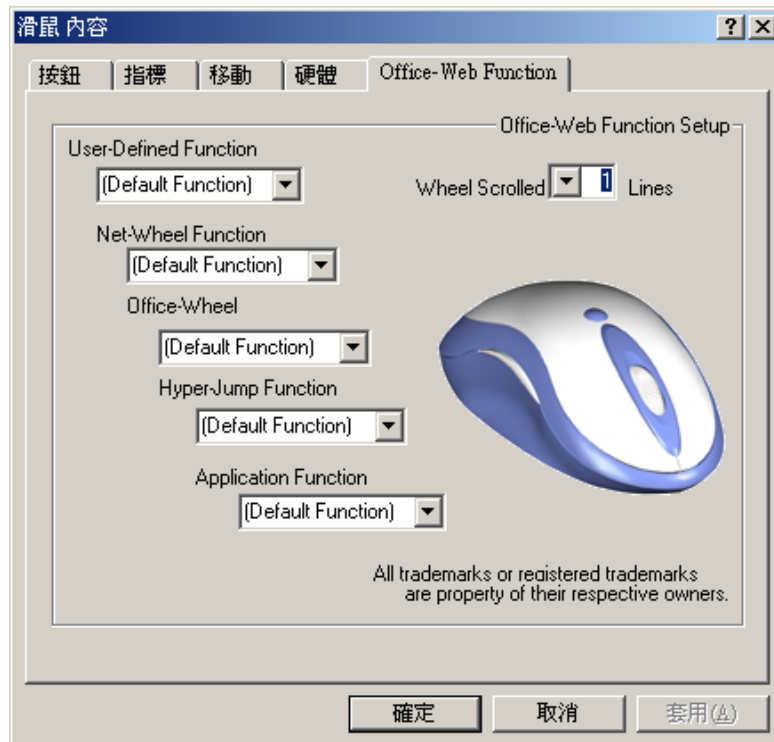 滑鼠 內容
按鈕 指標 移動 硬體 Office-Web Function
Office-Web Function Setup
User-Defined Function
(Default Function)
Wheel Scrolled 1 Lines
Net-Wheel Function
(Default Function)
Office-Wheel
(Default Function)
Hyper-Jump Function
(Default Function)
Application Function
(Default Function)
All trademarks or registered trademarks
are property of their respective owners.
確定 取消 套用(A)